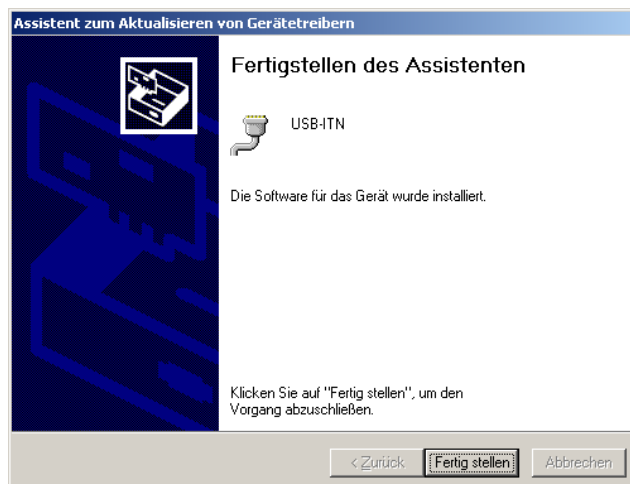 Assistent zum Aktualisieren von Gerätetreibern
Fertigstellen des Assistenten
USB-ITN
Die Software für das Gerät wurde installiert.
Klicken Sie auf "Fertig stellen", um den
Vorgang abzuschließen.
< Zurück Fertig stellen Abbrechen